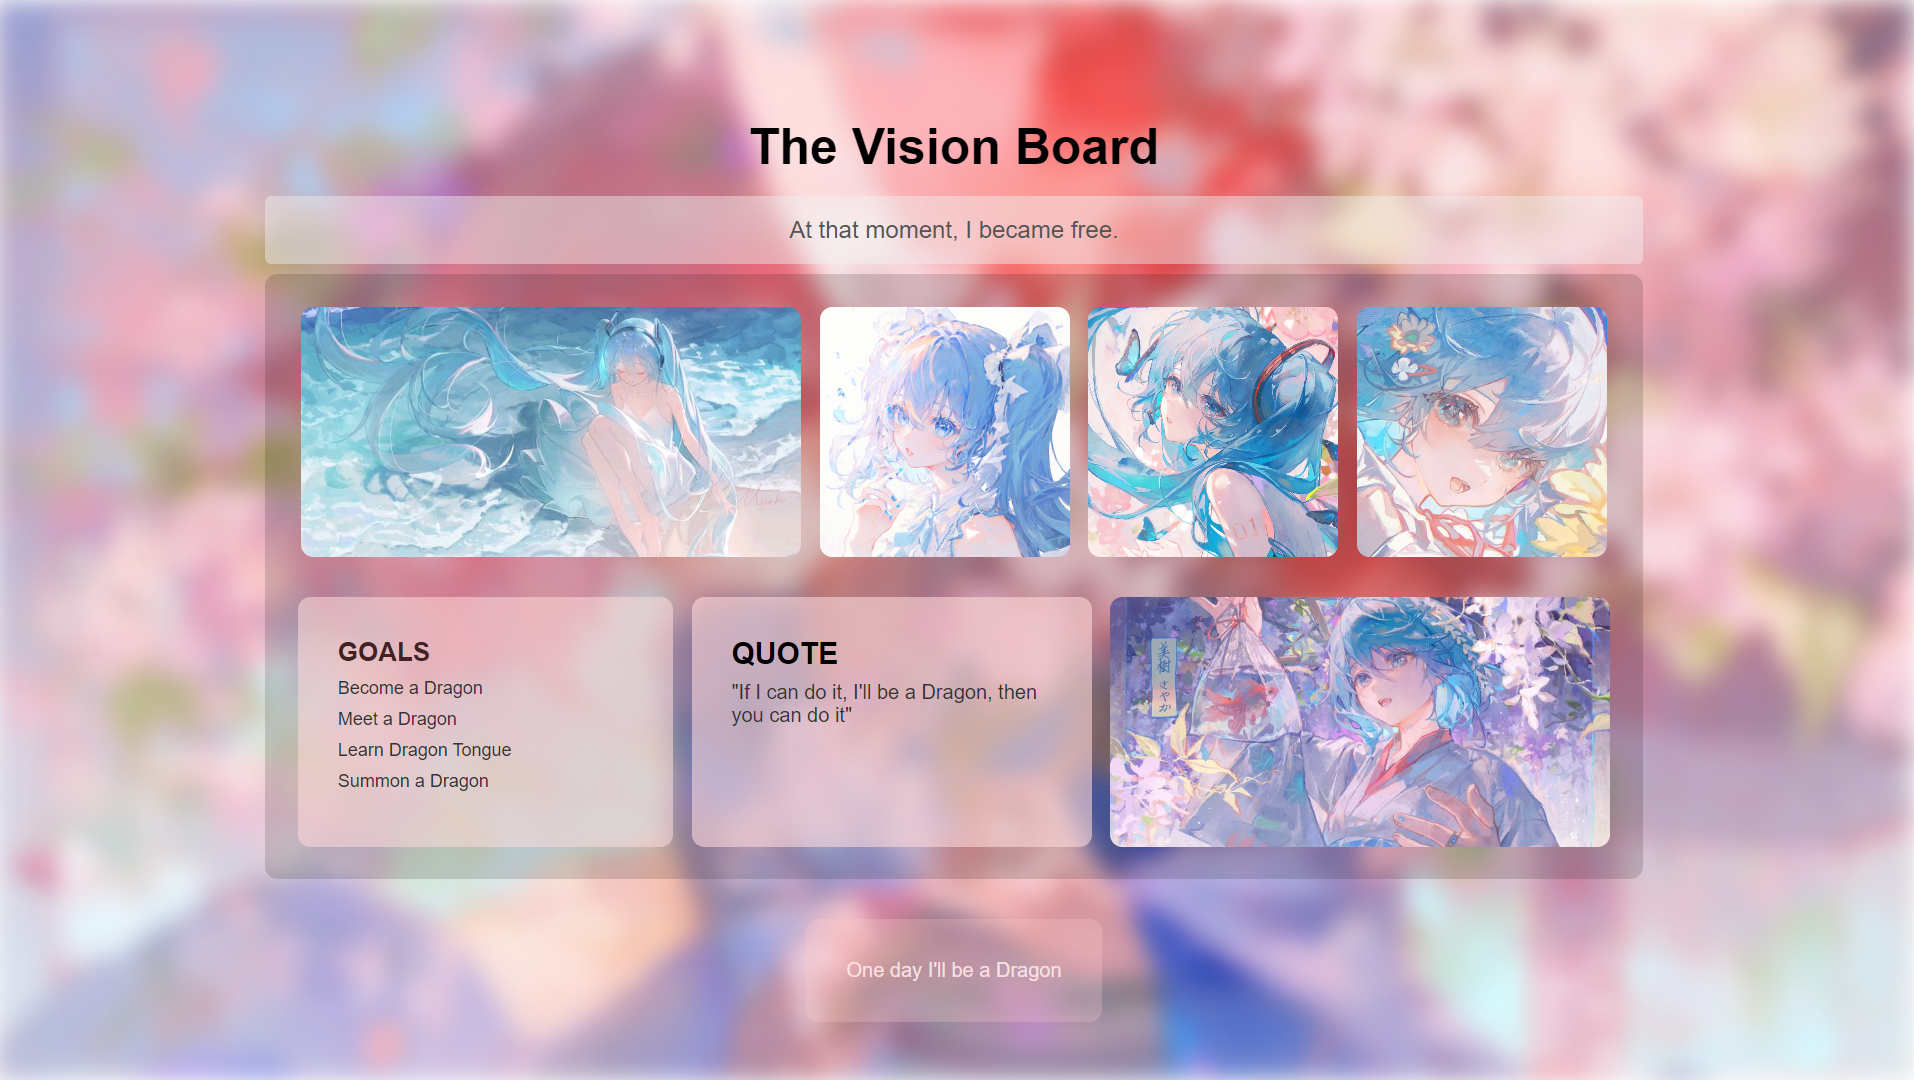 The Vision Board
At that moment, I became free.
01
GOALS
Become a Dragon
Meet a Dragon
Learn Dragon Tongue
Summon a Dragon
QUOTE
"If I can do it, I'll be a Dragon, then
you can do it"
美樹さやか
One day I'll be a Dragon